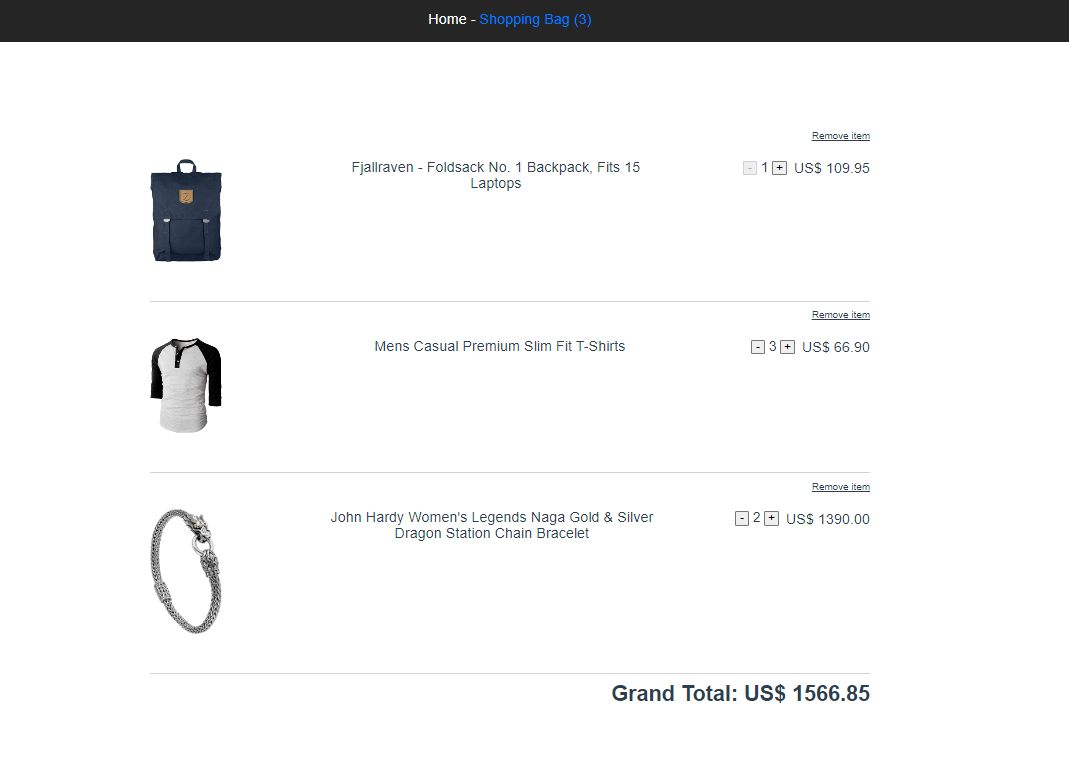 Home - Shopping Bag (3)
Remove item
Fjallraven - Foldsack No. 1 Backpack, Fits 15
Laptops
- 1 + US$ 109.95
Remove item
Mens Casual Premium Slim Fit T-Shirts
- 3 + US$ 66.90
Remove item
John Hardy Women's Legends Naga Gold & Silver
Dragon Station Chain Bracelet
- 2 + US$ 1390.00
Grand Total: US$ 1566.85